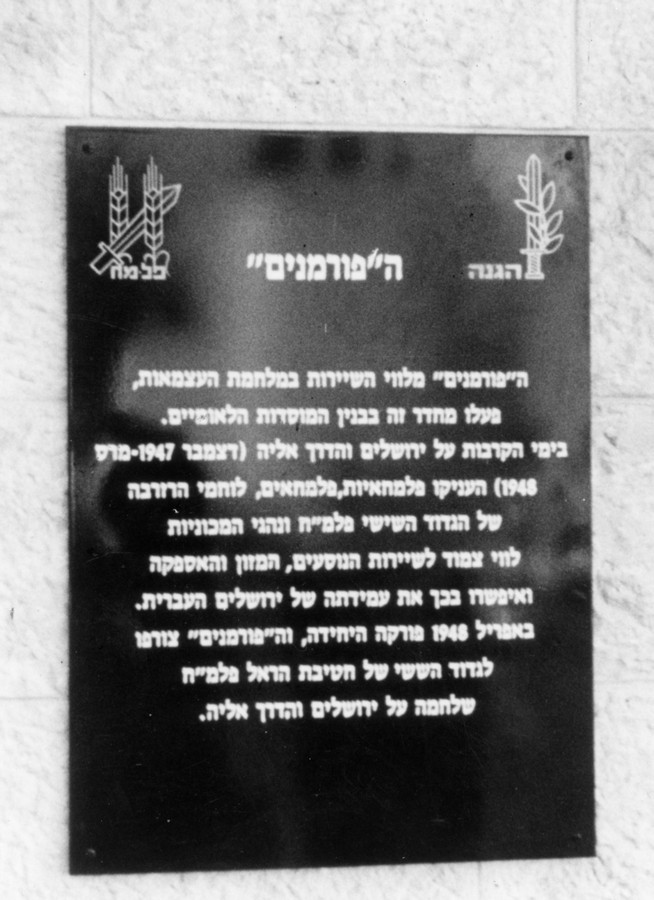 הגנה
פלמח
ה״פורמנים״
ה״פורמנים״ מלווי השיירות במלחמת העצמאות,
פעלו מחדר זה בבנין המוסדות הלאומיים.
בימי הקרבות על ירושלים והדרך אליה (דצמבר 1947-מרס
1948) העניקו פלמחאיות,פלמחאים, לוחמי הרזרבה
של הגדוד השישי פלמ״ח ונהגי המכוניות
לווי צמוד לשיירות הנוסעים, המזון והאספקה
ואיפשרו בכך את עמידתה של ירושלים העברית.
באפריל 1948 פורקה היחידה, וה״פורמנים״ צורפו
לגדוד הששי של חטיבת הראל פלמ״ח
שלחמה על ירושלים והדרך אליה.